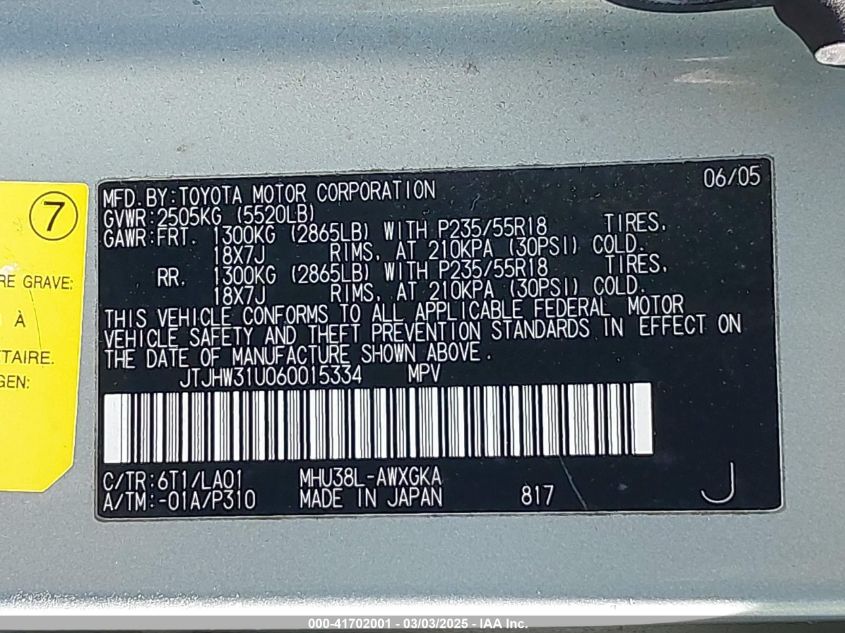 7
RE GRAVE:
À
TAIRE.
GEN:
06/05
MFD.BY:TOYOTA MOTOR CORPORATION
GVWR:2505KG (5520LB)
GAWR:FRT. 1300KG (2865LB) WITH P235/55R18 TIRES,
18X7J RIMS, AT 210KPA (30PSI) COLD.
RR. 1300KG (2865LB) WITH P235/55R18 TIRES,
18X7J RIMS, AT 210KPA (30PSI) COLD.
THIS VEHICLE CONFORMS TO ALL APPLICABLE FEDERAL MOTOR
VEHICLE SAFETY AND THEFT PREVENTION STANDARDS IN EFFECT ON
THE DATE OF MANUFACTURE SHOWN ABOVE.
JTJHW31U060015334 MPV
C/TR:6T1/LA01 MHU38L-AWXGKA
A/TM:-01A/P310 MADE IN JAPAN 817 J
000-41702001 - 03/03/2025 - IAA Inc.